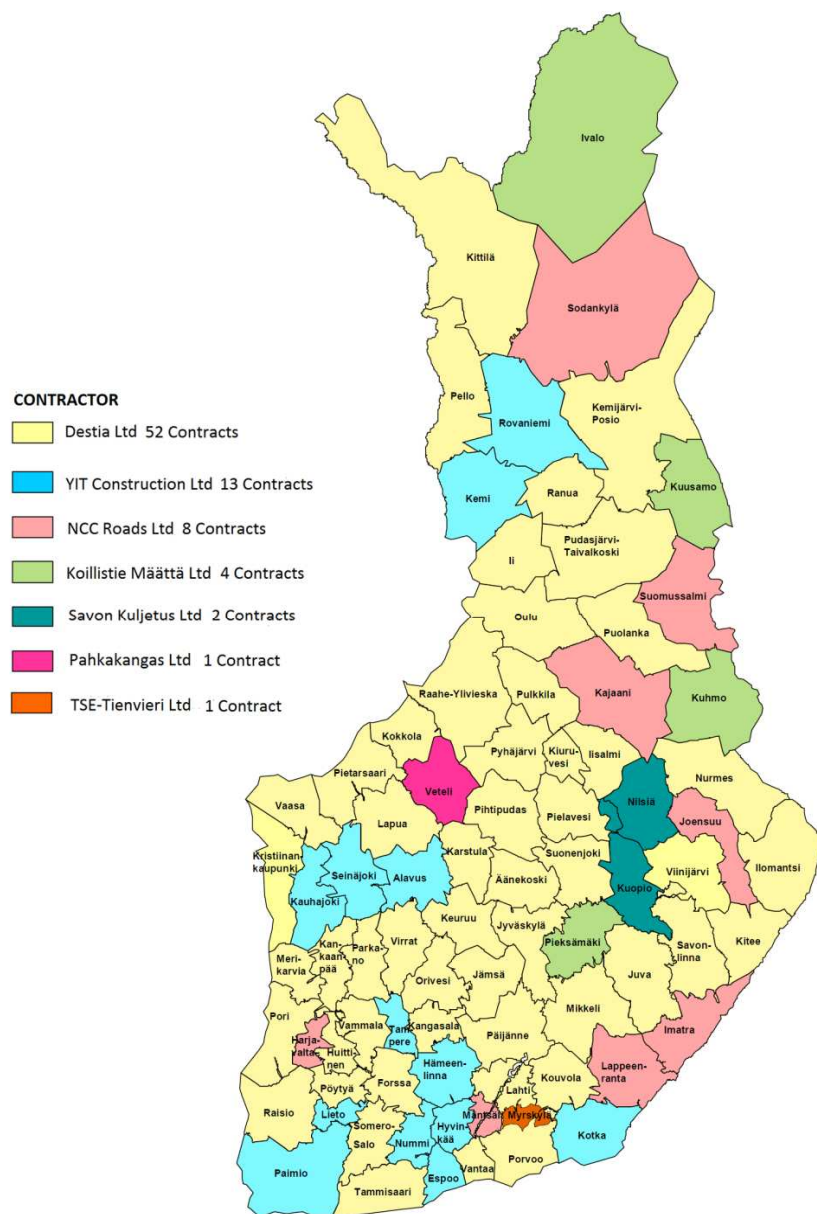 Ivalo
Kittilä
Sodankylä
CONTRACTOR
Destia Ltd 52 Contracts
YIT Construction Ltd 13 Contracts
NCC Roads Ltd 8 Contracts
Koillistie Määttä Ltd 4 Contracts
Savon Kuljetus Ltd 2 Contracts
Pahkakangas Ltd 1 Contract
TSE-Tienvieri Ltd 1 Contract
Pello
Rovaniemi
Kemijärvi-
Posio
Kemi
Ranua
Kuusamo
Ii
Pudasjärvi-
Taivalkoski
Suomussalmi
Oulu
Puolanka
Raahe-Ylivieska
Pulkkila
Kajaani
Kuhmo
Kokkola
Pyhäjärvi
Kiuru-
vesi
Iisalmi
Pietarsaari
Nurmes
Veteli
Nilsiä
Vaasa
Pihtipudas
Pielavesi
Joensuu
Lapua
Kristiinan-
kaupunki
Karstula
Suonenjoki
Seinäjoki
Alavus
Äänekoski
Kuopio
Viinijärvi
Ilomantsi
Kauhajoki
Keuruu
Jyväskylä
Pieksämäki
Savon-
linna
Kitee
Meri-
karvia
Kan-
kaan-
pää
Parka-
no
Virrat
Orivesi
Jämsä
Juva
Mikkeli
Pori
Vammala
Tam-
pere
Kangasala
Päijänne
Imatra
Harja-
valta
Huitti-
nen
Hämeen-
linna
Lappeen-
ranta
Forssa
Lahti
Kouvola
Pöytyä
Raisio
Lieto
Somero-
Salo
Nummi
Hyvin-
kää
Mäntsälä
Myrskylä
Kotka
Paimio
Tammisaari
Espoo
Vantaa
Porvoo